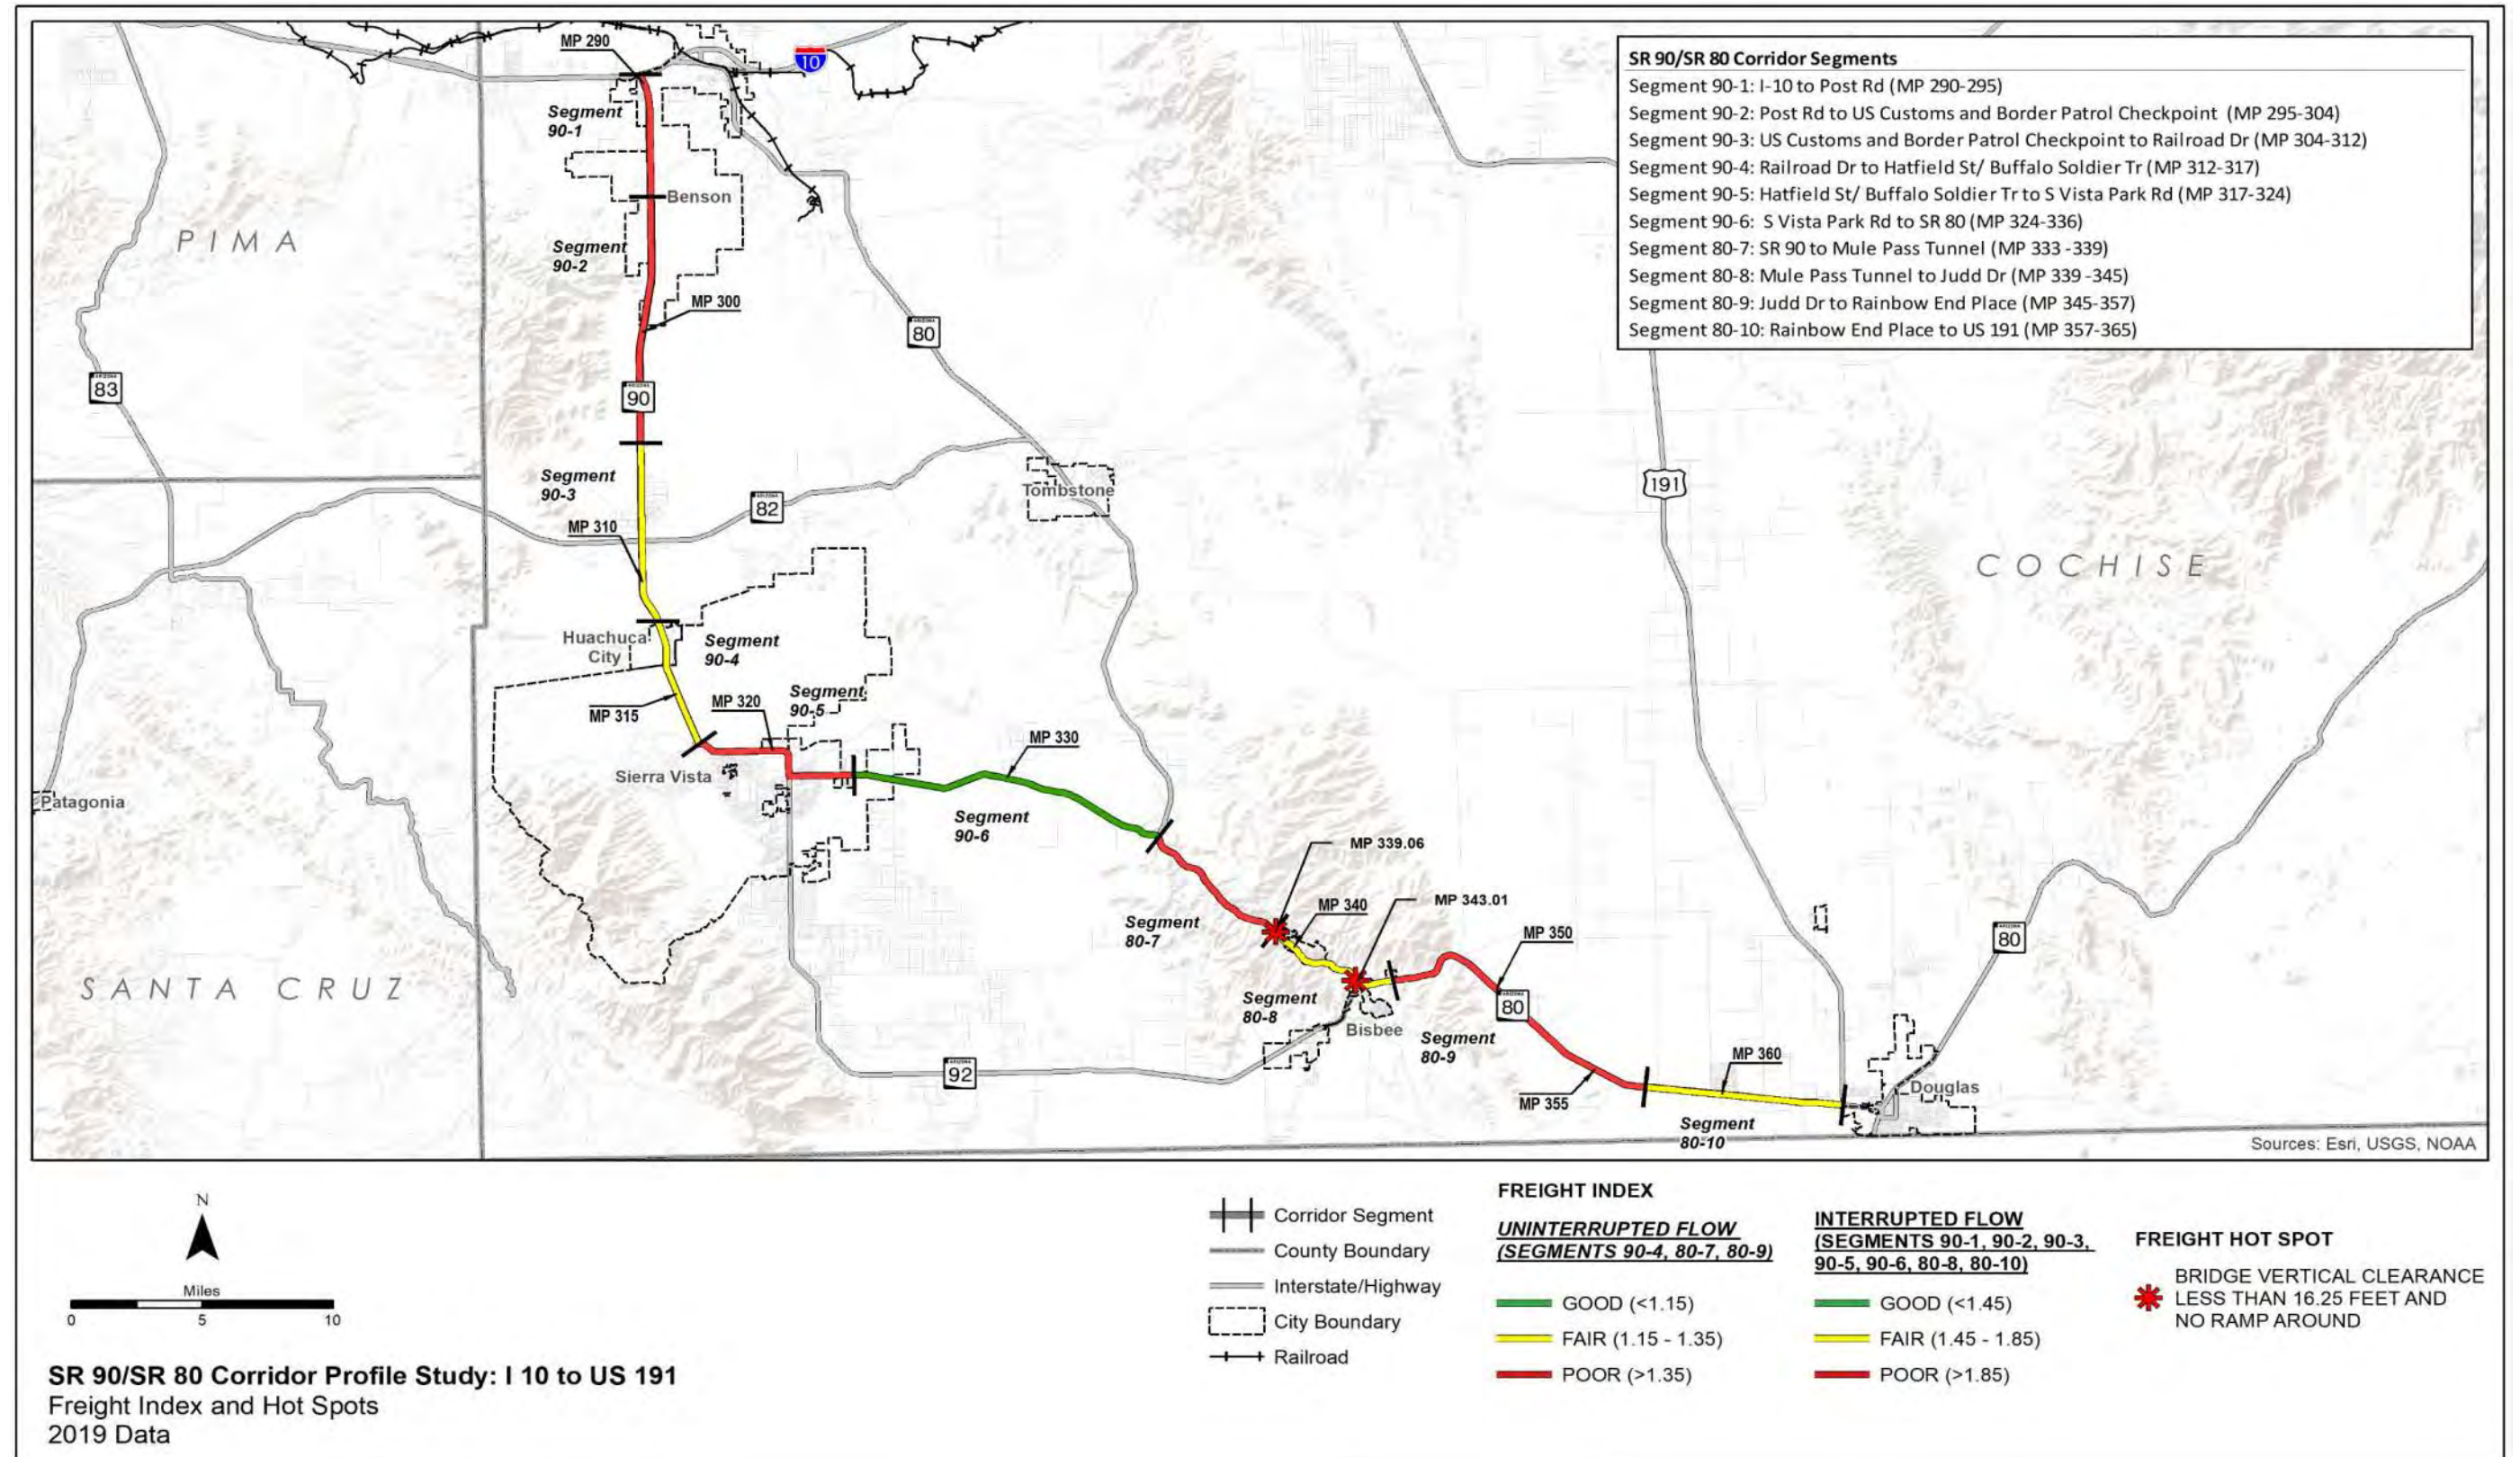 MP 290
10
SR 90/SR 80 Corridor Segments
Segment 90-1: I-10 to Post Rd (MP 290-295)
Segment 90-2: Post Rd to US Customs and Border Patrol Checkpoint (MP 295-304)
Segment 90-3: US Customs and Border Patrol Checkpoint to Railroad Dr (MP 304-312)
Segment 90-4: Railroad Dr to Hatfield St/ Buffalo Soldier Tr (MP 312-317)
Segment 90-5: Hatfield St/ Buffalo Soldier Tr to S Vista Park Rd (MP 317-324)
Segment 90-6: S Vista Park Rd to SR 80 (MP 324-336)
Segment 80-7: SR 90 to Mule Pass Tunnel (MP 333 -339)
Segment 80-8: Mule Pass Tunnel to Judd Dr (MP 339 -345)
Segment 80-9: Judd Dr to Rainbow End Place (MP 345-357)
Segment 80-10: Rainbow End Place to US 191 (MP 357-365)
Segment
90-1
Benson
PIMA
Segment
90-2
MP 300
ARIZONA
80
ARIZONA
83
ARIZONA
90
Segment
90-3
Tombstone
191
ARIZONA
82
MP 310
COCHISE
Huachuca
City
Segment
90-4
Segment
90-5
MP 320
MP 315
MP 330
Sierra Vista
Patagonia
Segment
90-6
MP 339.06
MP 340
MP 343.01
Segment
80-7
MP 350
ARIZONA
80
SANTA CRUZ
Segment
80-8
ARIZONA
80
Bisbee
Segment
80-9
MP 360
ARIZONA
92
Douglas
MP 355
Segment
80-10
Sources: Esri, USGS, NOAA
N
Miles
0 5 10
SR 90/SR 80 Corridor Profile Study: I 10 to US 191
Freight Index and Hot Spots
2019 Data
Corridor Segment
County Boundary
Interstate/Highway
City Boundary
Railroad
FREIGHT INDEX
UNINTERRUPTED FLOW
(SEGMENTS 90-4, 80-7, 80-9)
GOOD (<1.15)
FAIR (1.15 - 1.35)
POOR (>1.35)
INTERRUPTED FLOW
(SEGMENTS 90-1, 90-2, 90-3,
90-5, 90-6, 80-8, 80-10)
GOOD (<1.45)
FAIR (1.45 - 1.85)
POOR (>1.85)
FREIGHT HOT SPOT
BRIDGE VERTICAL CLEARANCE
LESS THAN 16.25 FEET AND
NO RAMP AROUND